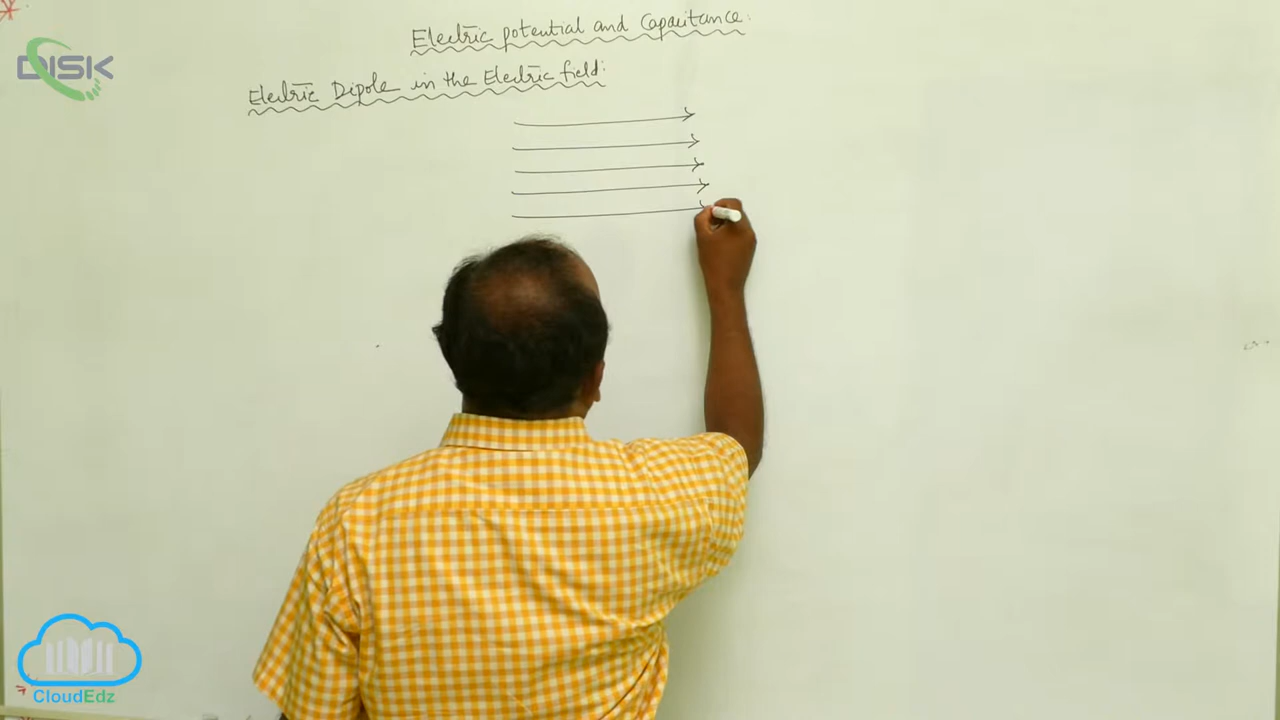 Electric potential and Capacitance.
DISK
Electric Dipole in the Electric field:
CloudEdz